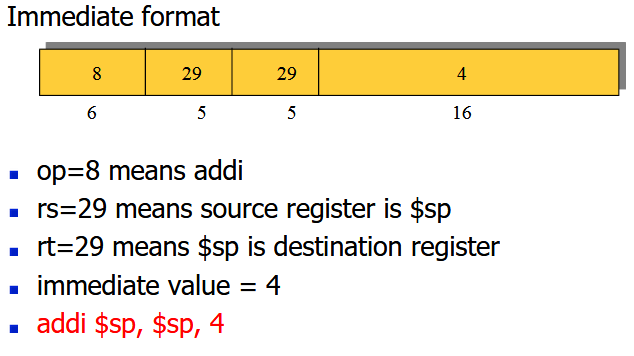 Immediate format
8 29 29 4
6 5 5 16
op=8 means addi
rs=29 means source register is $sp
rt=29 means $sp is destination register
immediate value = 4
addi $sp, $sp, 4